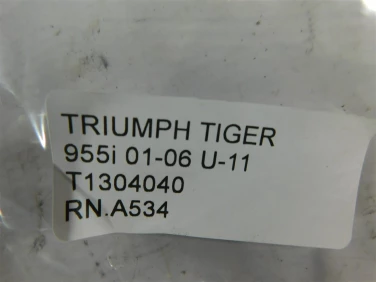 TRIUMPH TIGER
955i 01-06 U-11
T1304040
RN.A534